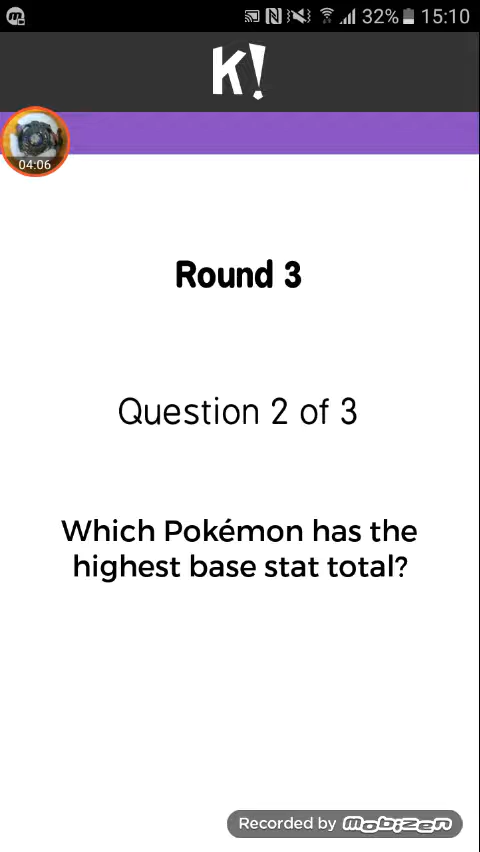 32% 15:10
K!
04:06
Round 3
Question 2 of 3
Which Pokémon has the
highest base stat total?
Recorded by mobizen